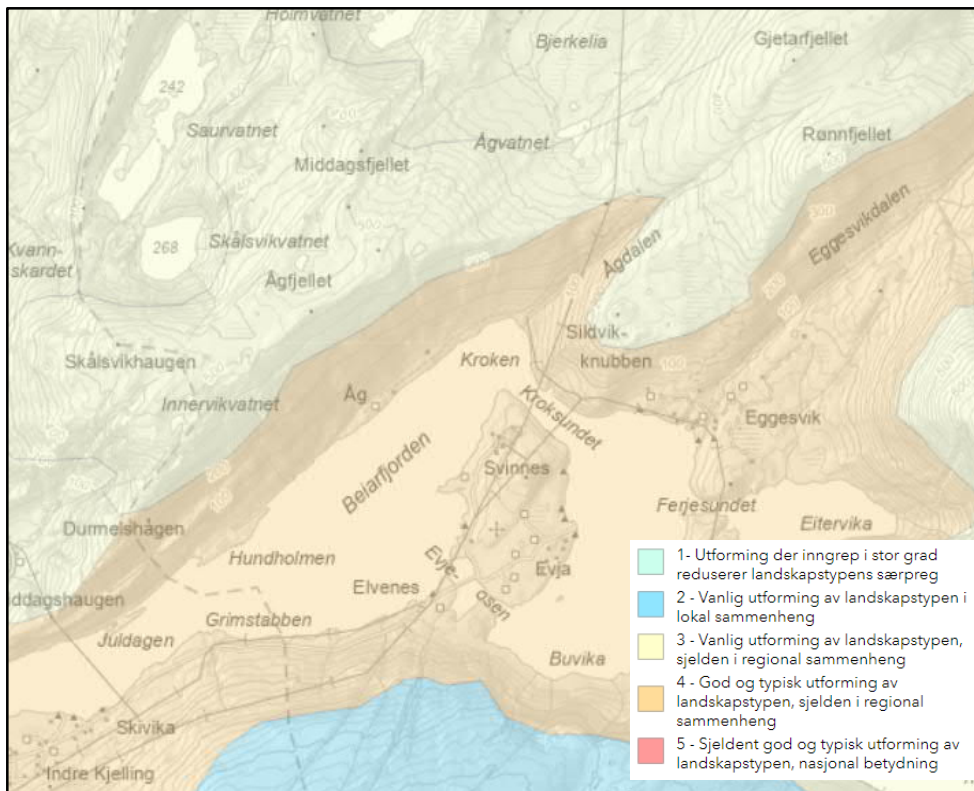 Holmvatnet
Bjerkelia
Gjetarfjellet
242
Saurvatnet
Middagsfjellet
Ågvatnet
Rønnfjellet
Eggesvikdalen
Kvann-
skardet
268
Skålsvikvatnet
Ågfjellet
Ågdalen
Skålsvikhaugen
Innervikvatnet
Åg
Kroken
Sildvik-
knubben
Kroksundet
Eggesvik
Beiarfjorden
Svinnes
Ferjesundet
Eitervika
Durmelshågen
Hundholmen
Elvenes
Evje-
osen
Evja
ddagshaugen
Juldagen
Grimstabben
Buvika
Skivika
Indre Kjelling
1- Utforming der inngrep i stor grad
reduserer landskapstypens særpreg
2 - Vanlig utforming av landskapstypen i
lokal sammenheng
3 - Vanlig utforming av landskapstypen,
sjelden i regional sammenheng
4 - God og typisk utforming av
landskapstypen, sjelden i regional
sammenheng
5 - Sjeldent god og typisk utforming av
landskapstypen, nasjonal betydning